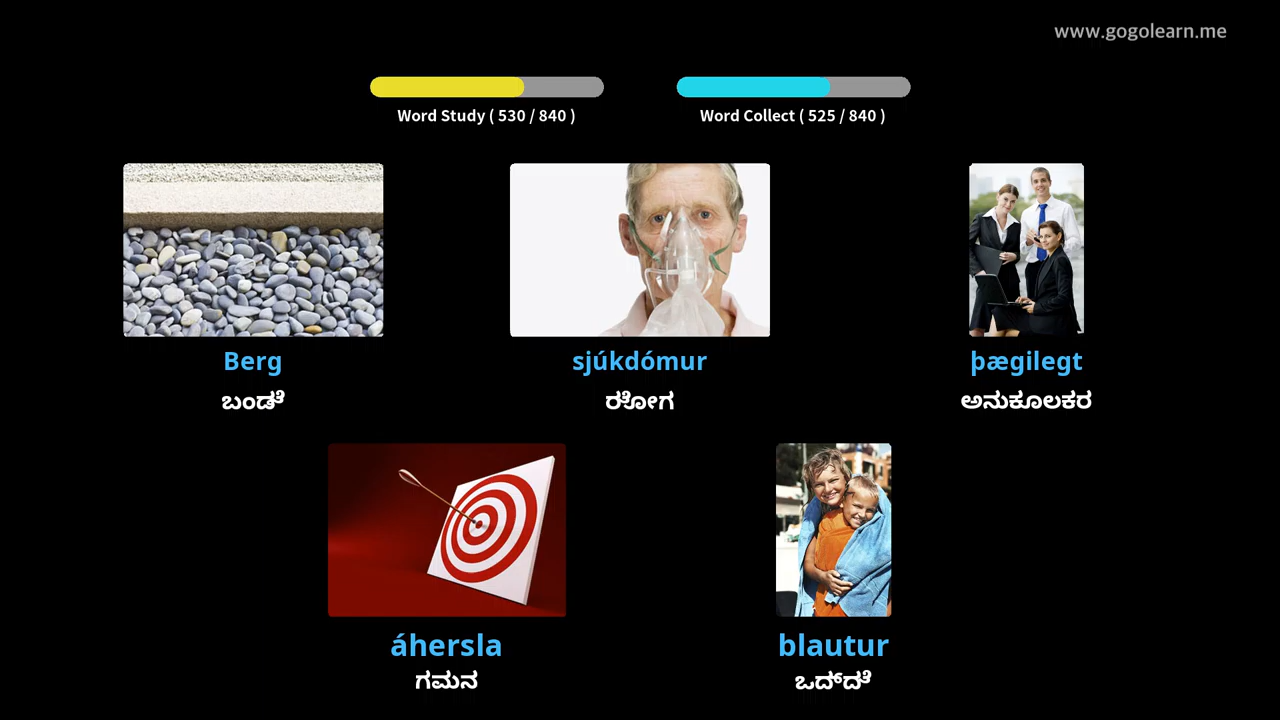 www.gogolearn.me
Word Study ( 530 / 840 )
Word Collect ( 525 / 840 )
Berg
sjúkdómur
þægilegt
ಬಂಡೆ
ರೋಗ
ಅನುಕೂಲಕರ
áhersla
blautur
ಗಮನ
ಒದ್ದೆ